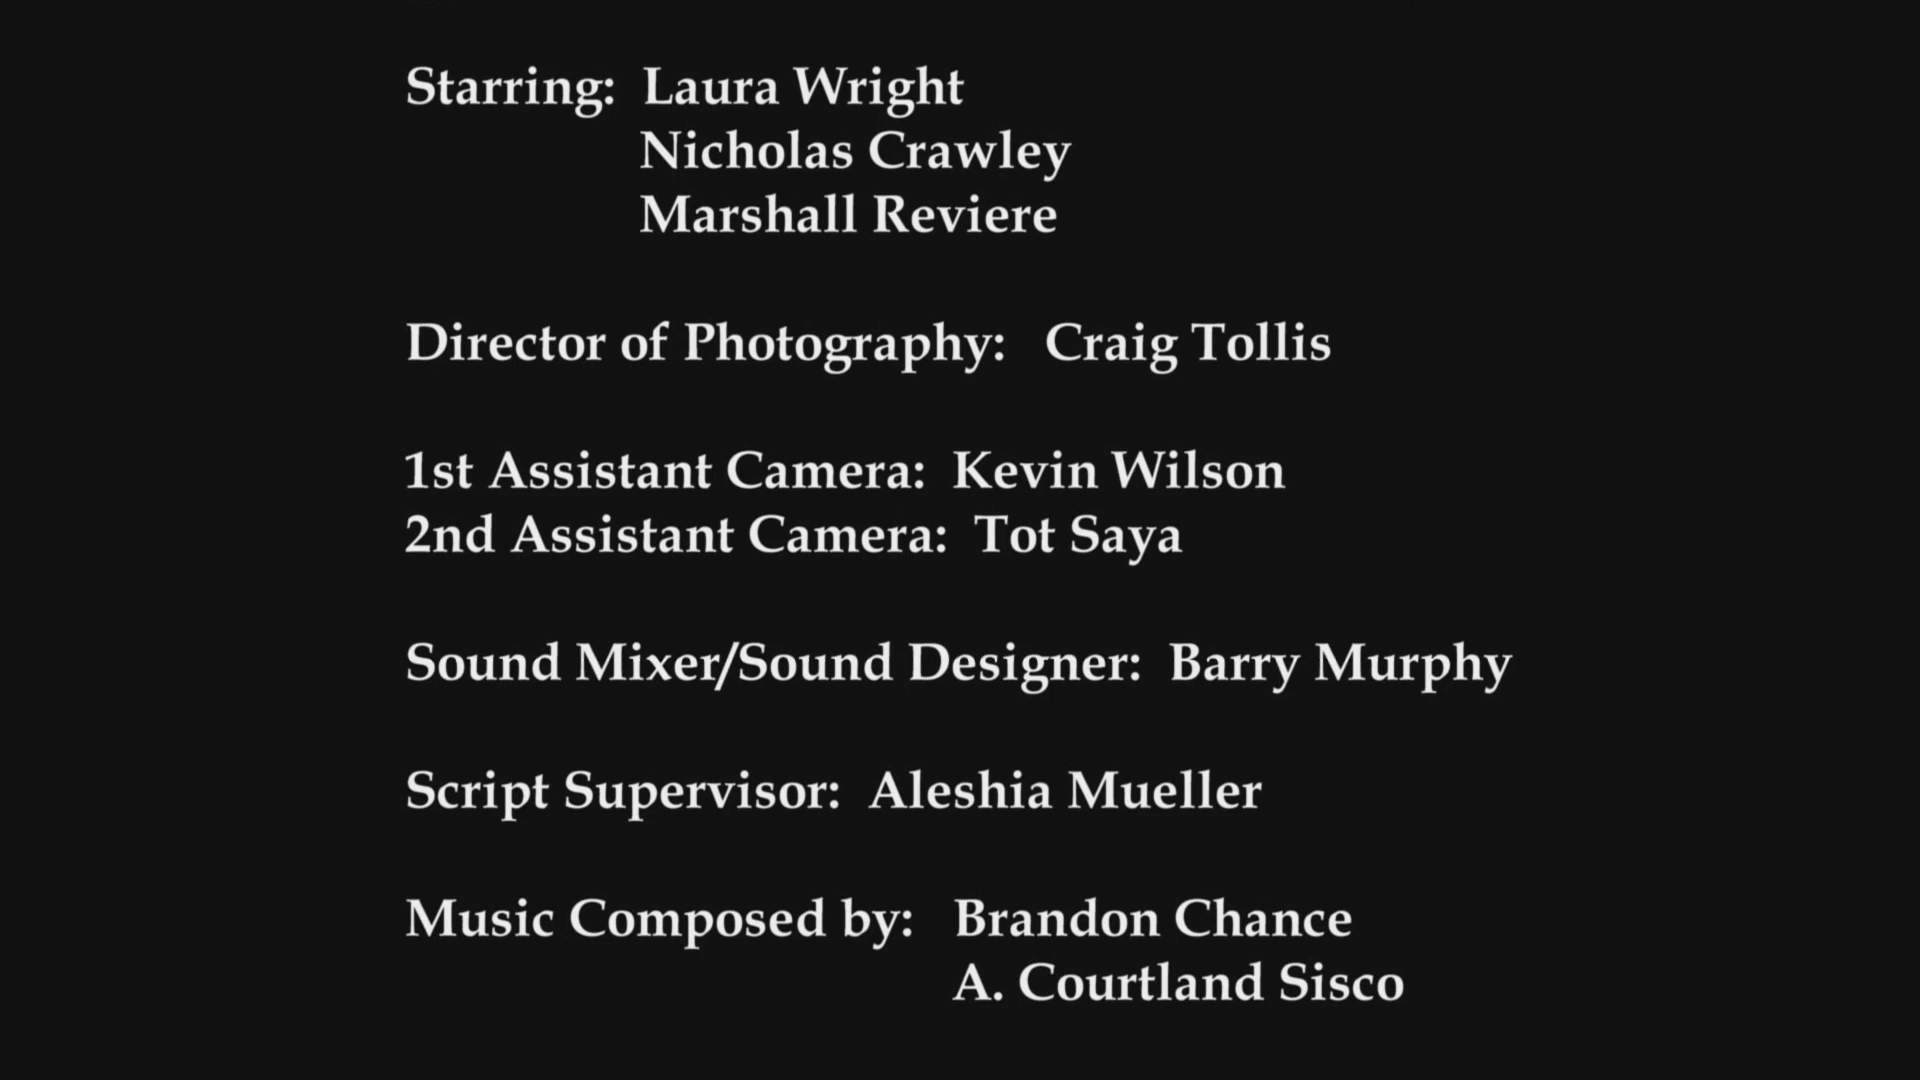 Starring: Laura Wright
Nicholas Crawley
Marshall Reviere
Director of Photography: Craig Tollis
1st Assistant Camera: Kevin Wilson
2nd Assistant Camera: Tot Saya
Sound Mixer/Sound Designer: Barry Murphy
Script Supervisor: Aleshia Mueller
Music Composed by: Brandon Chance
A. Courtland Sisco